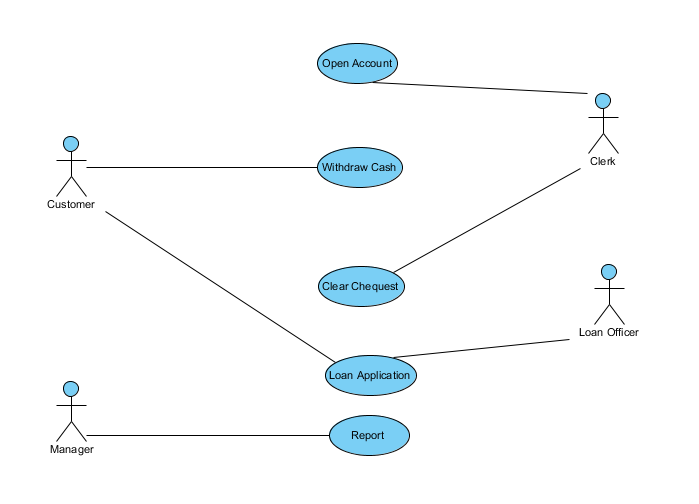 Open Account
Clerk
Withdraw Cash
Customer
Clear Chequest
Loan Officer
Loan Application
Report
Manager